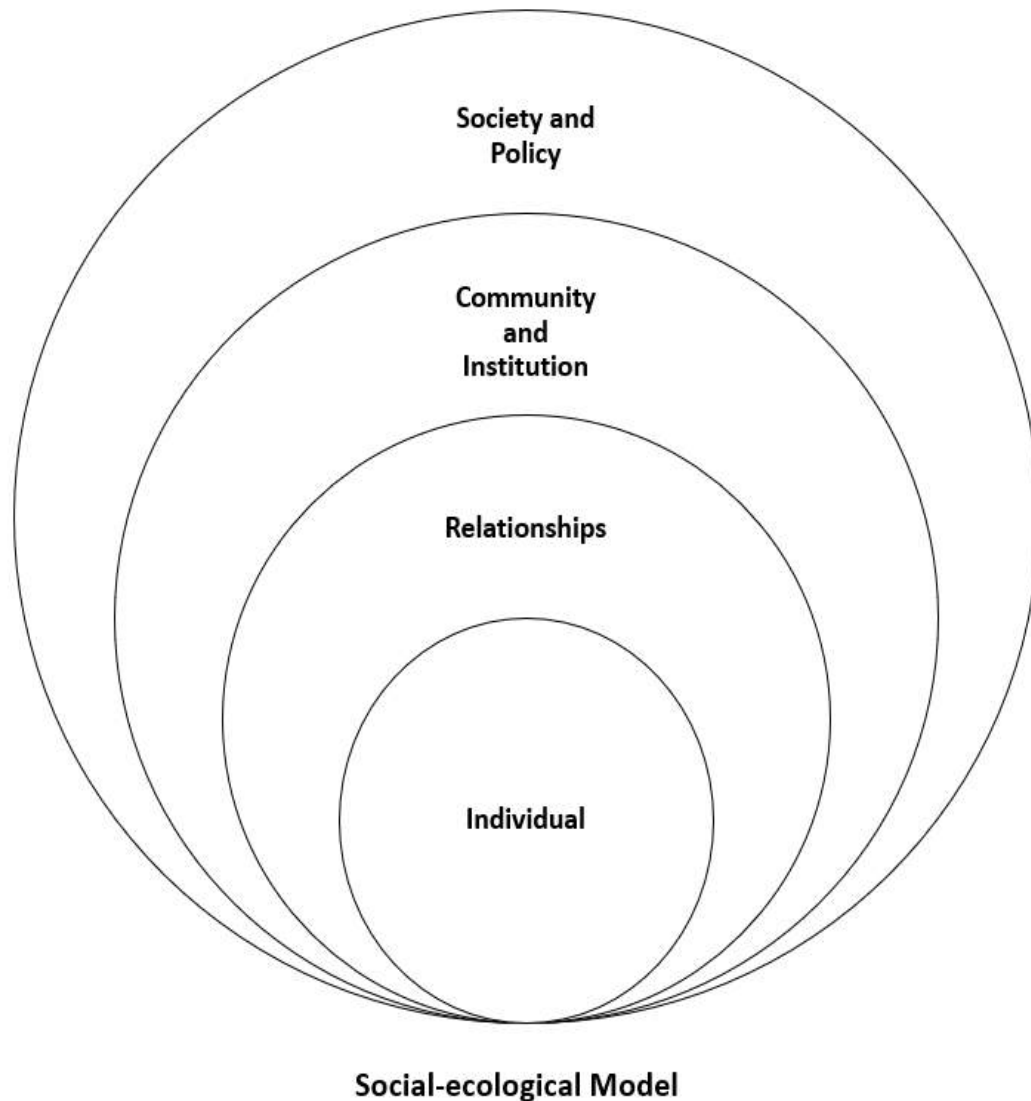 Society and
Policy
Community
and
Institution
Relationships
Individual
Social-ecological Model